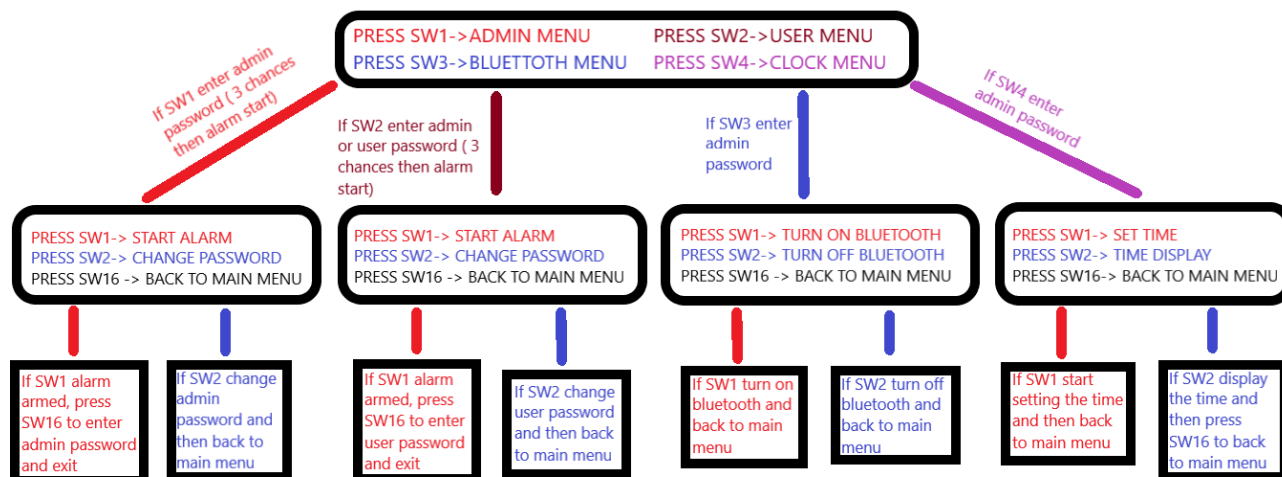 PRESS SW1->ADMIN MENU PRESS SW2->USER MENU
PRESS SW3->BLUETTOTH MENU PRESS SW4->CLOCK MENU
If SW1 enter admin
password ( 3 chances
then alarm start)
If SW2 enter admin
or user password ( 3
chances then alarm
start)
If SW3 enter
admin
password
If SW4 enter
admin password
PRESS SW1-> START ALARM
PRESS SW2-> CHANGE PASSWORD
PRESS SW16 -> BACK TO MAIN MENU
PRESS SW1-> START ALARM
PRESS SW2-> CHANGE PASSWORD
PRESS SW16 -> BACK TO MAIN MENU
PRESS SW1-> TURN ON BLUETOOTH
PRESS SW2-> TURN OFF BLUETOOTH
PRESS SW16 -> BACK TO MAIN MENU
PRESS SW1-> SET TIME
PRESS SW2-> TIME DISPLAY
PRESS SW16-> BACK TO MAIN MENU
If SW1 alarm
armed, press
SW16 to enter
admin password
and exit
If SW2 change
admin
password and
then back to
main menu
If SW1 alarm
armed, press
SW16 to enter
user password
and exit
If SW2 change
user password
and then back
to main menu
If SW1 turn on
bluetooth and
back to main
menu
If SW2 turn off
bluetooth and
back to main
menu
If SW1 start
setting the time
and then back
to main menu
If SW2 display
the time and
then press
SW16 to back
to main menu